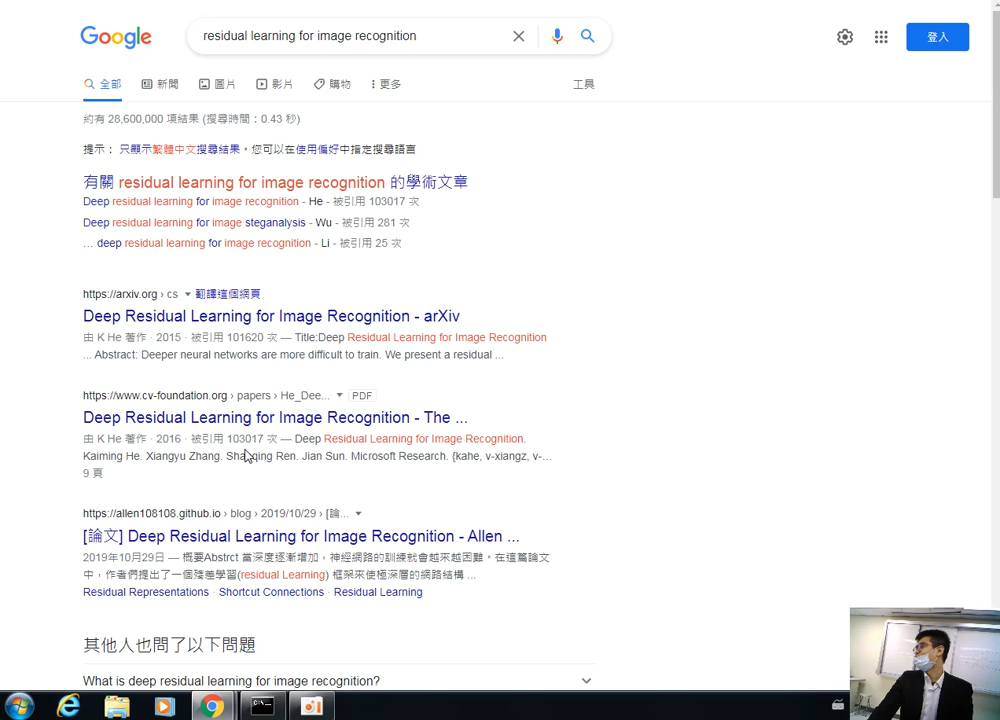 Google
residual learning for image recognition
登入
全部 新聞 圖片 影片 購物 更多 工具
約有 28,600,000 項結果 (搜尋時間：0.43 秒)
提示： 只顯示繁體中文搜尋結果。您可以在使用偏好中指定搜尋語言
有關 residual learning for image recognition 的學術文章
Deep residual learning for image recognition - He - 被引用 103017 次
Deep residual learning for image steganalysis - Wu - 被引用 281 次
... deep residual learning for image recognition - Li - 被引用 25 次
https://arxiv.org › cs 翻譯這個網頁
Deep Residual Learning for Image Recognition - arXiv
由 K He 著作 · 2015 · 被引用 101620 次 — Title:Deep Residual Learning for Image Recognition
... Abstract: Deeper neural networks are more difficult to train. We present a residual ...
https://www.cv-foundation.org › papers › He_Dee... PDF
Deep Residual Learning for Image Recognition - The ...
由 K He 著作 · 2016 · 被引用 103017 次 — Deep Residual Learning for Image Recognition.
Kaiming He. Xiangyu Zhang. Shaoqing Ren. Jian Sun. Microsoft Research. {kahe, v-xiangz, v-...
9 頁
https://allen108108.github.io › blog › 2019/10/29 › [論...
[論文] Deep Residual Learning for Image Recognition - Allen ...
2019年10月29日 — 概要Abstrct 當深度逐漸增加，神經網路的訓練就會越來越困難。在這篇論文
中，作者們提出了一個殘差學習(residual Learning) 框架來使極深層的網路結構 ...
Residual Representations · Shortcut Connections · Residual Learning
其他人也問了以下問題
What is deep residual learning for image recognition?